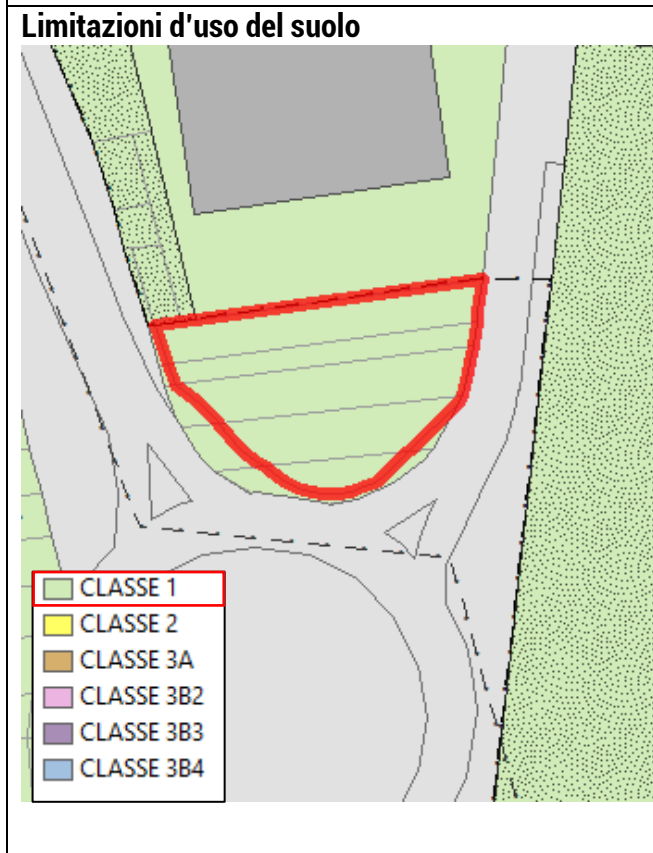 Limitazioni d'uso del suolo
CLASSE 1
CLASSE 2
CLASSE 3A
CLASSE 3B2
CLASSE 3B3
CLASSE 3B4